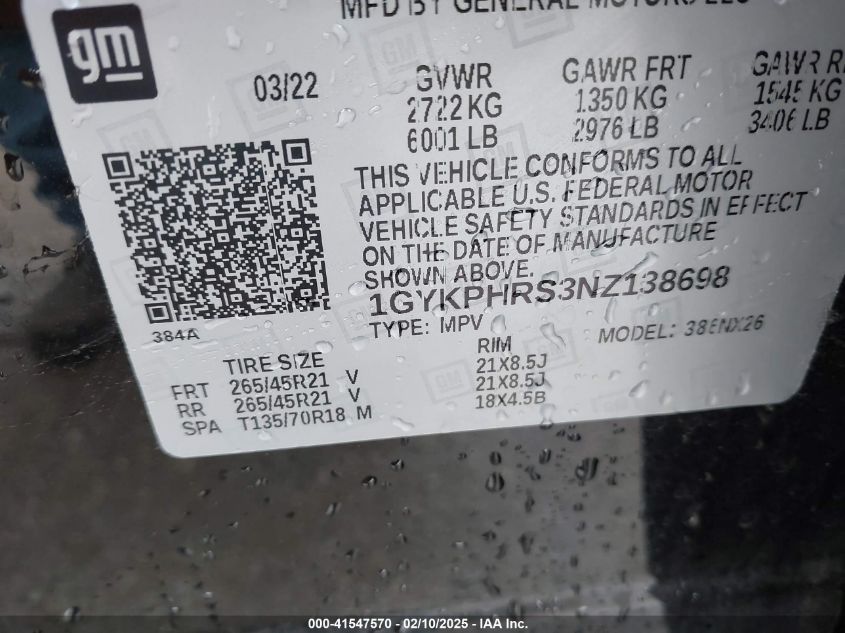 MFD BY GENERAL MOTORS LLC
gm
03/22
GVWR GAWR FRT GAWR RR
2722 KG 1350 KG 1545 KG
6001 LB 2976 LB 3406 LB
THIS VEHICLE CONFORMS TO ALL
APPLICABLE U.S. FEDERAL MOTOR
VEHICLE SAFETY STANDARDS IN EFFECT
ON THE DATE OF MANUFACTURE
SHOWN ABOVE.
1GYKPHRS3NZ138698
TYPE: MPV MODEL:
384A
TIRE SIZE RIM
FRT 265/45R21 V 21X8.5J
RR 265/45R21 V 21X8.5J
SPA T135/70R18 M 18X4.5B
000-41547570 — 02/10/2025 — IAA Inc.